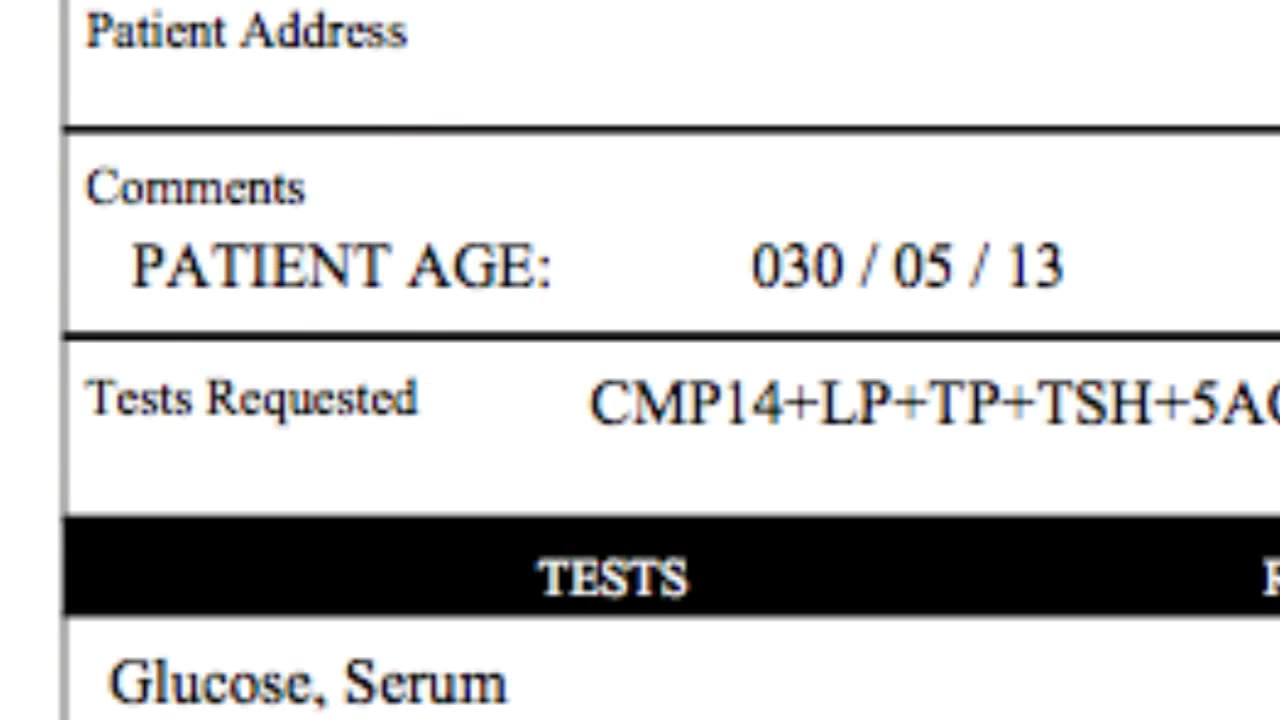 Patient Address
Comments
PATIENT AGE: 030 / 05 / 13
Tests Requested CMP14+LP+TP+TSH+5A
TESTS
Glucose, Serum